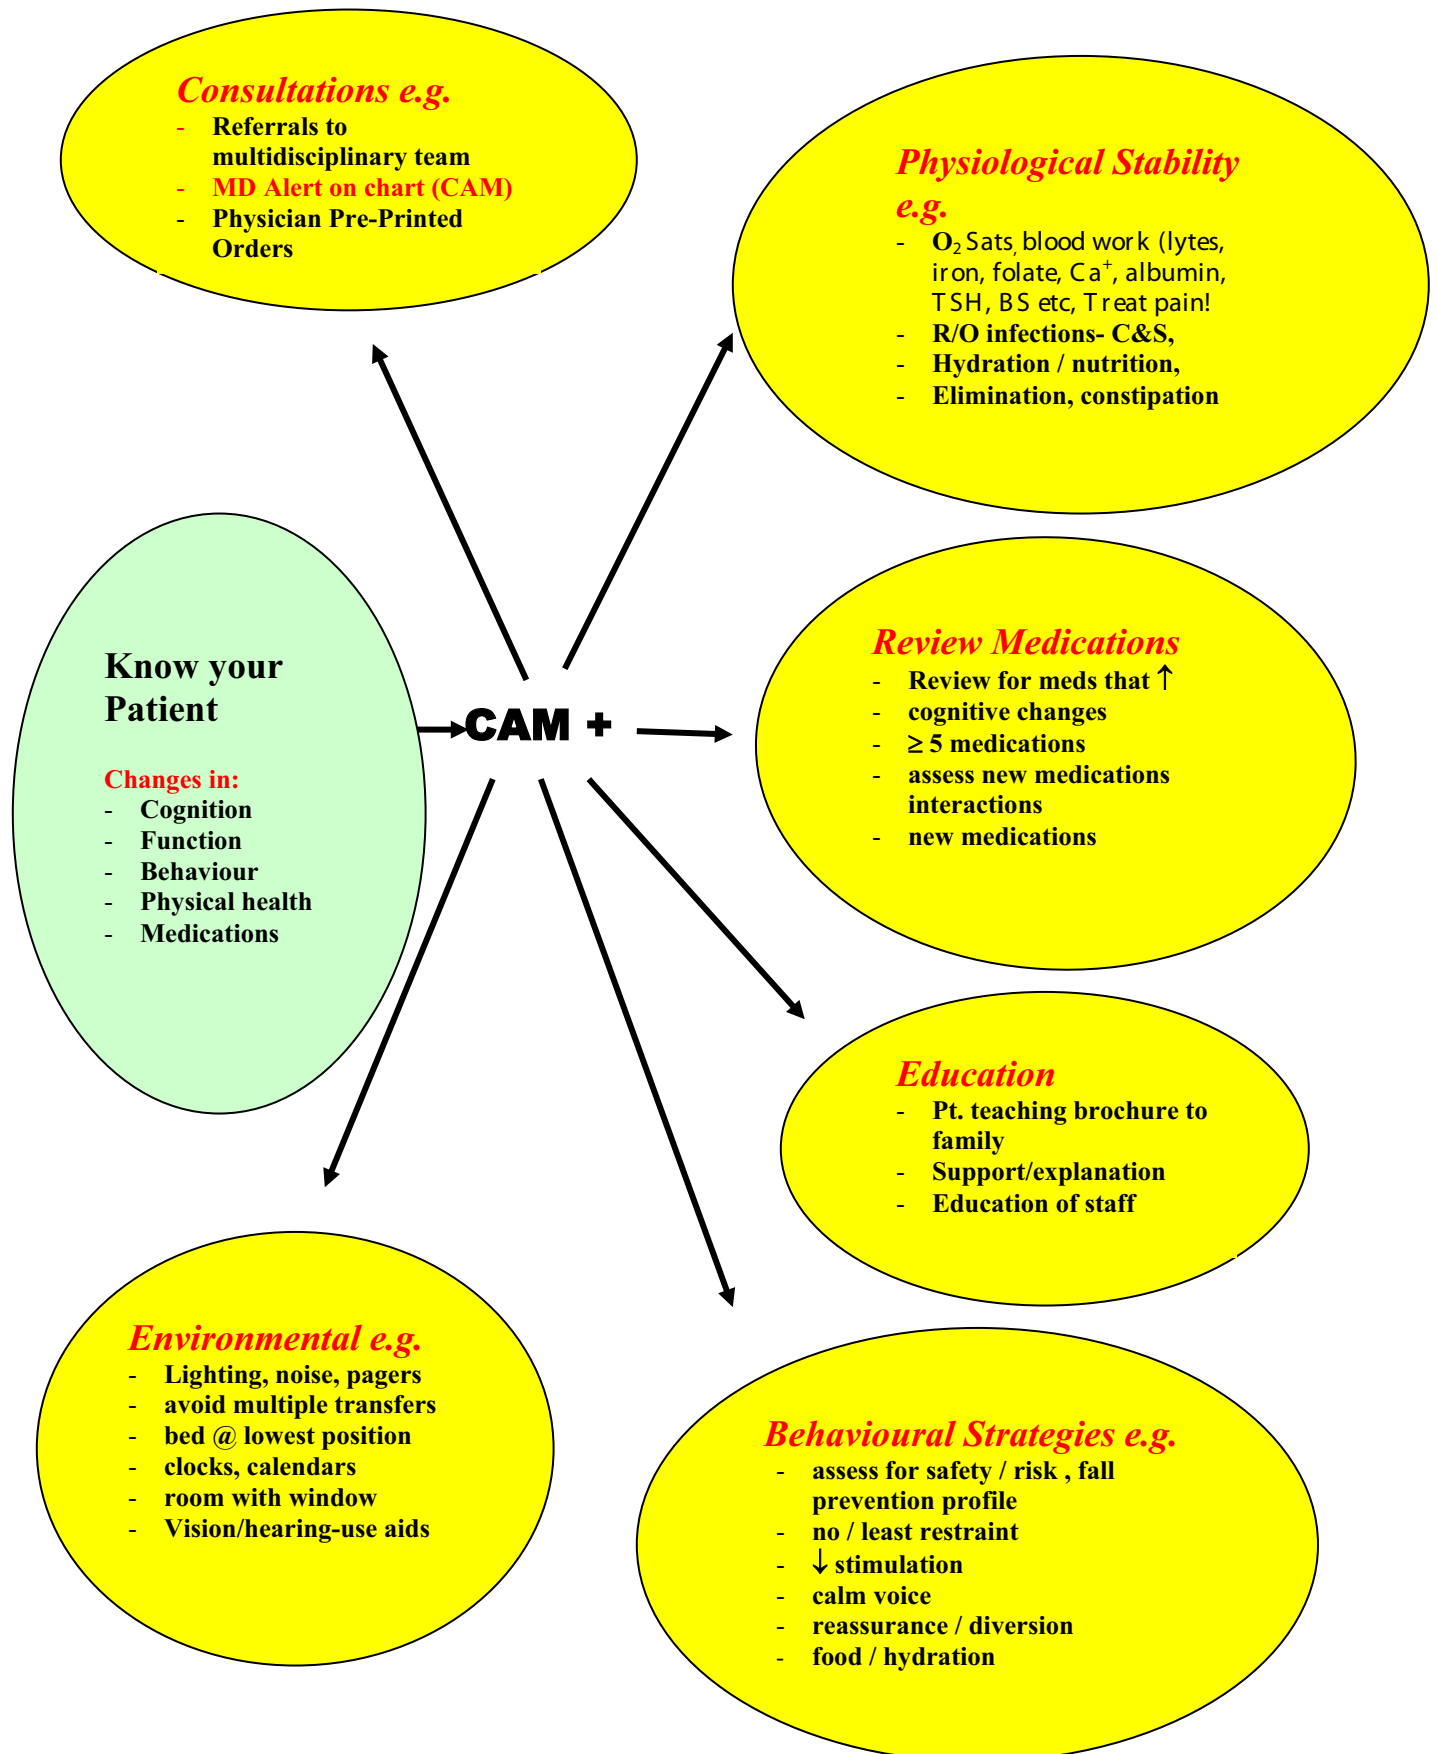 Consultations e.g.
- Referrals to
multidisciplinary team
- MD Alert on chart (CAM)
- Physician Pre-Printed
Orders
Physiological Stability
e.g.
- O₂ Sats, blood work (lytes,
iron, folate, Ca⁺, albumin,
TSH, BS etc, Treat pain!
- R/O infections- C&S,
- Hydration / nutrition,
- Elimination, constipation
Know your
Patient
Changes in:
- Cognition
- Function
- Behaviour
- Physical health
- Medications
CAM +
Review Medications
- Review for meds that ↑
- cognitive changes
- ≥ 5 medications
- assess new medications
interactions
- new medications
Education
- Pt. teaching brochure to
family
- Support/explanation
- Education of staff
Environmental e.g.
- Lighting, noise, pagers
- avoid multiple transfers
- bed @ lowest position
- clocks, calendars
- room with window
- Vision/hearing-use aids
Behavioural Strategies e.g.
- assess for safety / risk , fall
prevention profile
- no / least restraint
- ↓ stimulation
- calm voice
- reassurance / diversion
- food / hydration